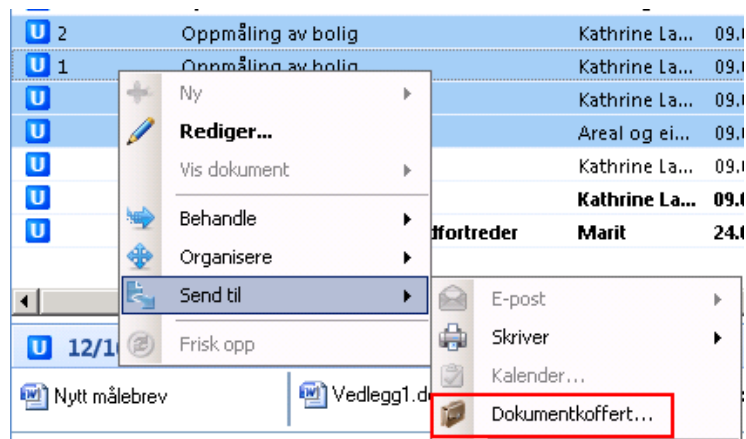 U 2 Oppmåling av bolig Kathrine La... 09.
U 1 Oppmåling av bolig Kathrine La... 09.
U Kathrine La... 09.
U Areal og ei... 09.
U Kathrine La... 09.
U Kathrine La... 09.
U dfortreder Marit 24.
Ny
Rediger...
Vis dokument
Behandle
Organisere
Send til
Frisk opp
E-post
Skriver
Kalender...
Dokumentkoffert...
U 12/1
Nytt målebrev Vedlegg1.d